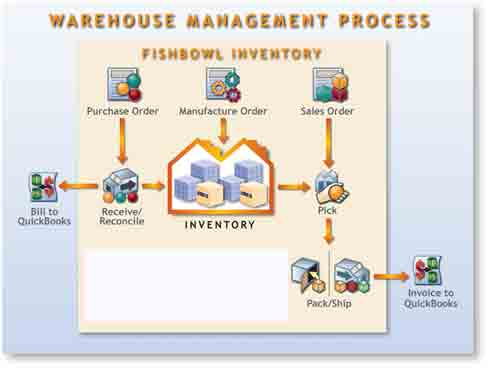 WAREHOUSE MANAGEMENT PROCESS
FISHBOWL INVENTORY
Purchase Order
Manufacture Order
Sales Order
Bill to
QuickBooks
Receive/
Reconcile
INVENTORY
Pick
Pack/Ship
Invoice to
QuickBooks